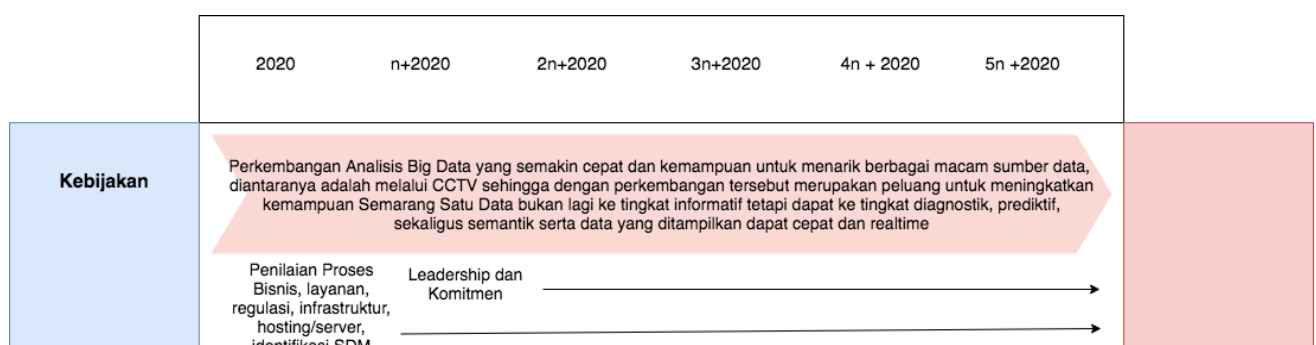 2020 n+2020 2n+2020 3n+2020 4n + 2020 5n +2020
Kebijakan
Perkembangan Analisis Big Data yang semakin cepat dan kemampuan untuk menarik berbagai macam sumber data,
diantaranya adalah melalui CCTV sehingga dengan perkembangan tersebut merupakan peluang untuk meningkatkan
kemampuan Semarang Satu Data bukan lagi ke tingkat informatif tetapi dapat ke tingkat diagnostik, prediktif,
sekaligus semantik serta data yang ditampilkan dapat cepat dan realtime
Penilaian Proses
Bisnis, layanan,
regulasi, infrastruktur,
hosting/server,
identifikasi SDM
Leadership dan
Komitmen